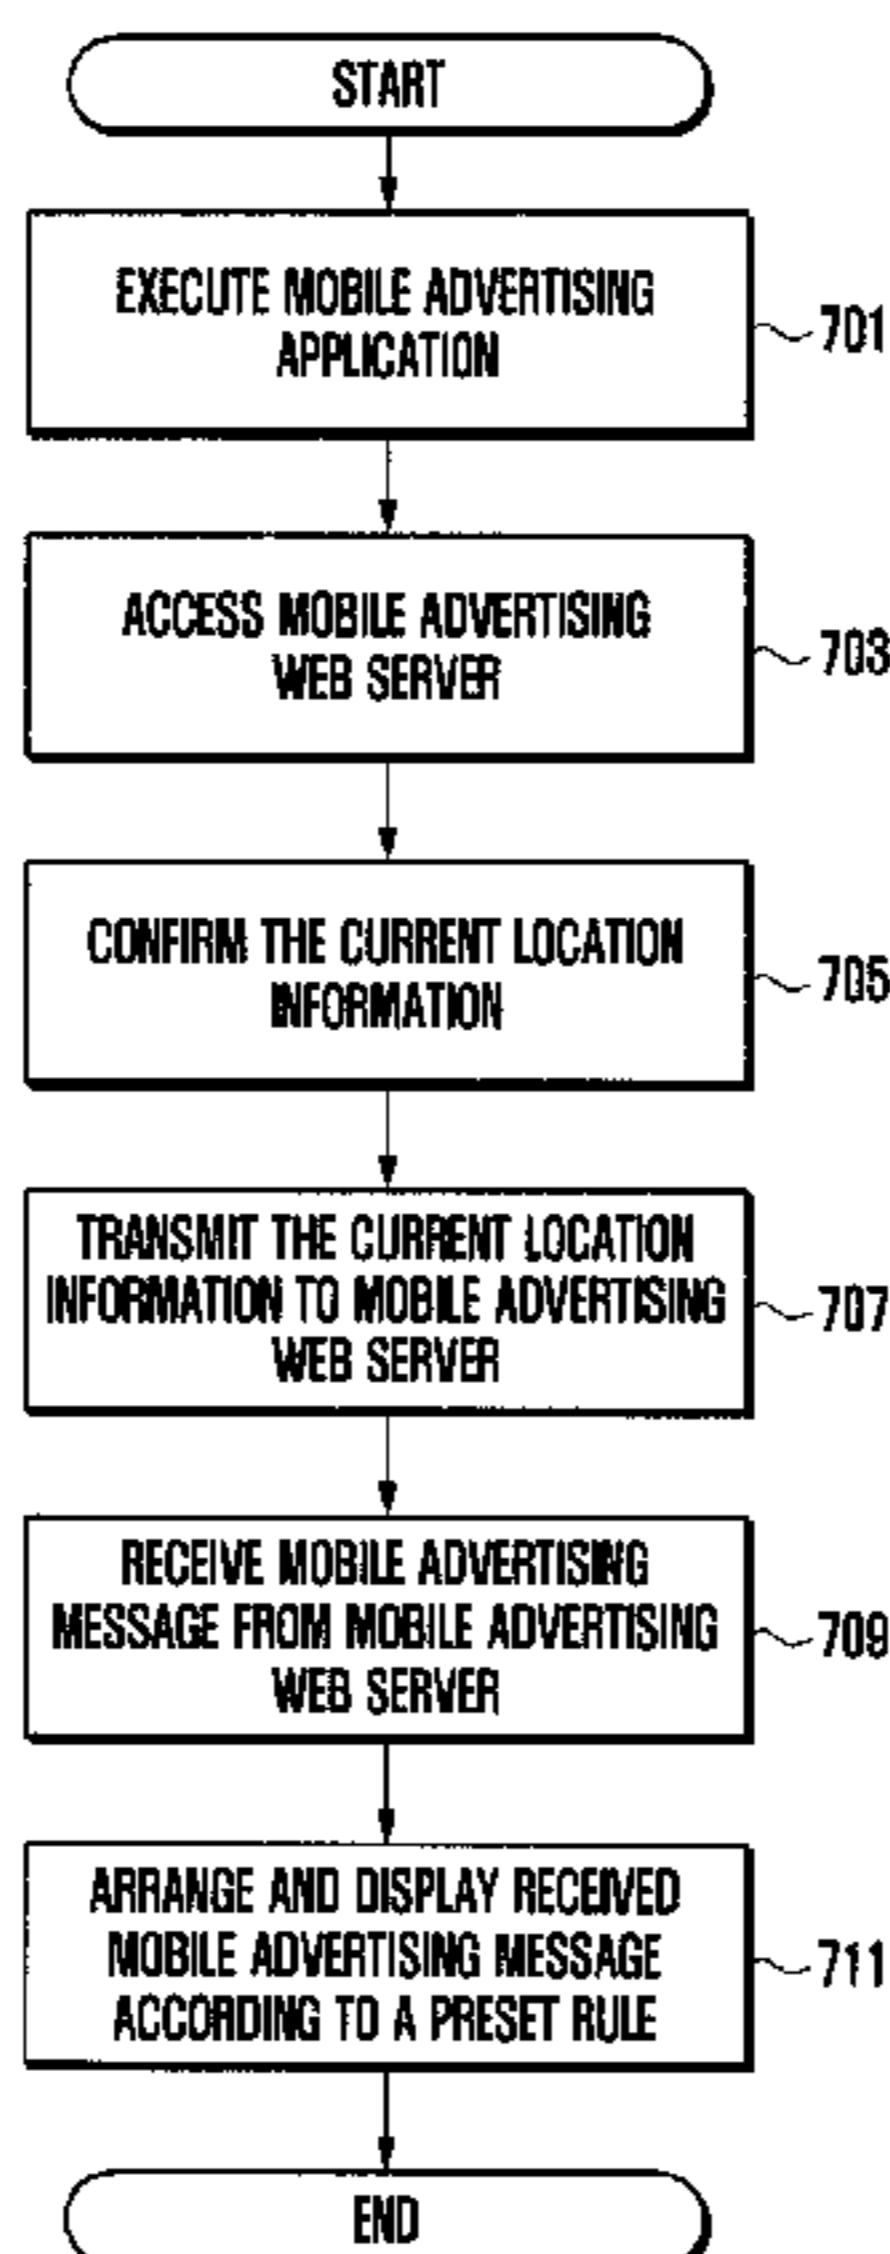 START
EXECUTE MOBILE ADVERTISING
APPLICATION
701
ACCESS MOBILE ADVERTISING
WEB SERVER
703
CONFIRM THE CURRENT LOCATION
INFORMATION
705
TRANSMIT THE CURRENT LOCATION
INFORMATION TO MOBILE ADVERTISING
WEB SERVER
707
RECEIVE MOBILE ADVERTISING
MESSAGE FROM MOBILE ADVERTISING
WEB SERVER
709
ARRANGE AND DISPLAY RECEIVED
MOBILE ADVERTISING MESSAGE
ACCORDING TO A PRESET RULE
711
END